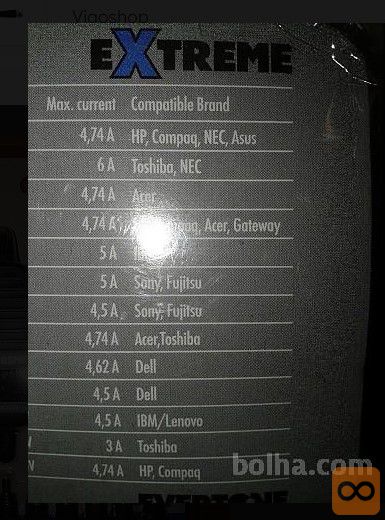 Viaoshop
EXTREME
Max. current Compatible Brand
4,74 A HP, Compaq, NEC, Asus
6 A Toshiba, NEC
4,74 A Acer
4,74 A Acer, Gateway
5 A
5 A Sony, Fujitsu
4,5 A Sony, Fujitsu
4,74 A Acer,Toshiba
4,62 A Dell
4,5 A Dell
4,5 A IBM/Lenovo
3 A Toshiba
N 4,74 A HP, Compaq
bolha.com